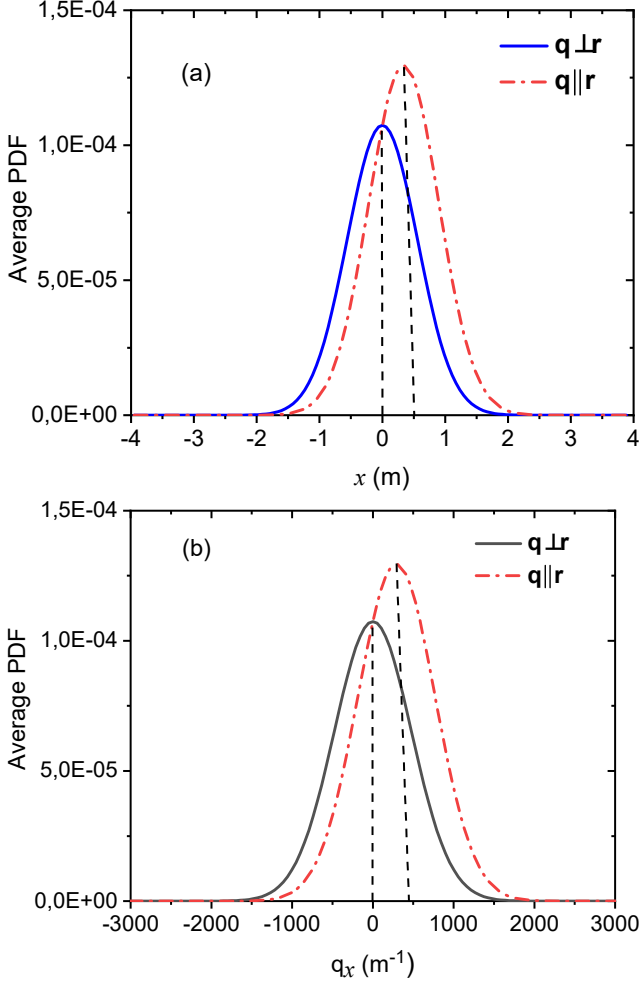 1,5E-04
(a)
q⊥r
q||r
1,0E-04
Average PDF
5,0E-05
0,0E+00
-4 -3 -2 -1 0 1 2 3 4
x (m)
1,5E-04
(b)
q⊥r
q||r
1,0E-04
Average PDF
5,0E-05
0,0E+00
-3000 -2000 -1000 0 1000 2000 3000
qx (m-1)